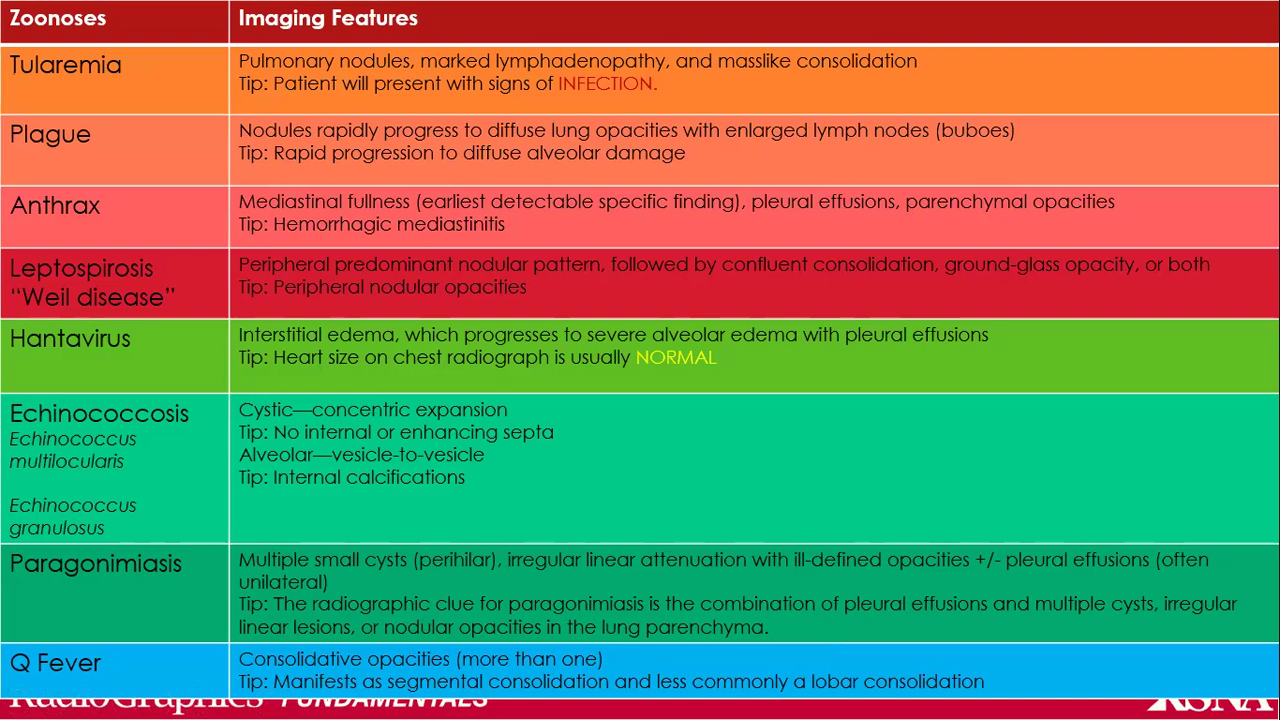 Zoonoses
Imaging Features
Tularemia
Pulmonary nodules, marked lymphadenopathy, and masslike consolidation
Tip: Patient will present with signs of INFECTION.
Plague
Nodules rapidly progress to diffuse lung opacities with enlarged lymph nodes (buboes)
Tip: Rapid progression to diffuse alveolar damage
Anthrax
Mediastinal fullness (earliest detectable specific finding), pleural effusions, parenchymal opacities
Tip: Hemorrhagic mediastinitis
Leptospirosis
“Weil disease”
Peripheral predominant nodular pattern, followed by confluent consolidation, ground-glass opacity, or both
Tip: Peripheral nodular opacities
Hantavirus
Interstitial edema, which progresses to severe alveolar edema with pleural effusions
Tip: Heart size on chest radiograph is usually NORMAL
Echinococcosis
Echinococcus
multilocularis
Echinococcus
granulosus
Cystic—concentric expansion
Tip: No internal or enhancing septa
Alveolar—vesicle-to-vesicle
Tip: Internal calcifications
Paragonimiasis
Multiple small cysts (perihilar), irregular linear attenuation with ill-defined opacities +/- pleural effusions (often
unilateral)
Tip: The radiographic clue for paragonimiasis is the combination of pleural effusions and multiple cysts, irregular
linear lesions, or nodular opacities in the lung parenchyma.
Q Fever
Consolidative opacities (more than one)
Tip: Manifests as segmental consolidation and less commonly a lobar consolidation
RadioGraphics FUNDAMENTALS
RSNA